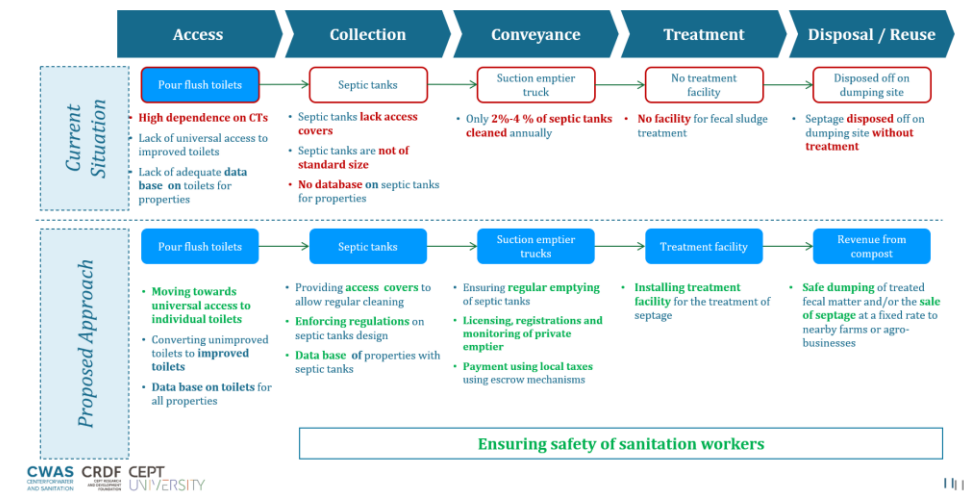 Access
Collection
Conveyance
Treatment
Disposal / Reuse
Current
Situation
Pour flush toilets
Septic tanks
Suction emptier
truck
No treatment
facility
Disposed off on
dumping site
• High dependence on CTs
• Lack of universal access to
improved toilets
• Lack of adequate data
base on toilets for
properties
• Septic tanks lack access
covers
• Septic tanks are not of
standard size
• No database on septic tanks
for properties
• Only 2%-4 % of septic tanks
cleaned annually
• No facility for fecal sludge
treatment
• Septage disposed off on
dumping site without
treatment
Proposed Approach
Pour flush toilets
Septic tanks
Suction emptier
trucks
Treatment facility
Revenue from
compost
• Moving towards
universal access to
individual toilets
• Converting unimproved
toilets to improved
toilets
• Data base on toilets for
all properties
• Providing access covers to
allow regular cleaning
• Enforcing regulations on
septic tanks design
• Data base of properties with
septic tanks
• Ensuring regular emptying
of septic tanks
• Licensing, registrations and
monitoring of private
emptier
• Payment using local taxes
using escrow mechanisms
• Installing treatment
facility for the treatment of
septage
• Safe dumping of treated
fecal matter and/or the sale
of septage at a fixed rate to
nearby farms or agro-
businesses
Ensuring safety of sanitation workers
CWAS
CENTER FOR WATER
AND SANITATION
CRDF
CEPT RESEARCH
AND DEVELOPMENT
FOUNDATION
CEPT
UNIVERSITY